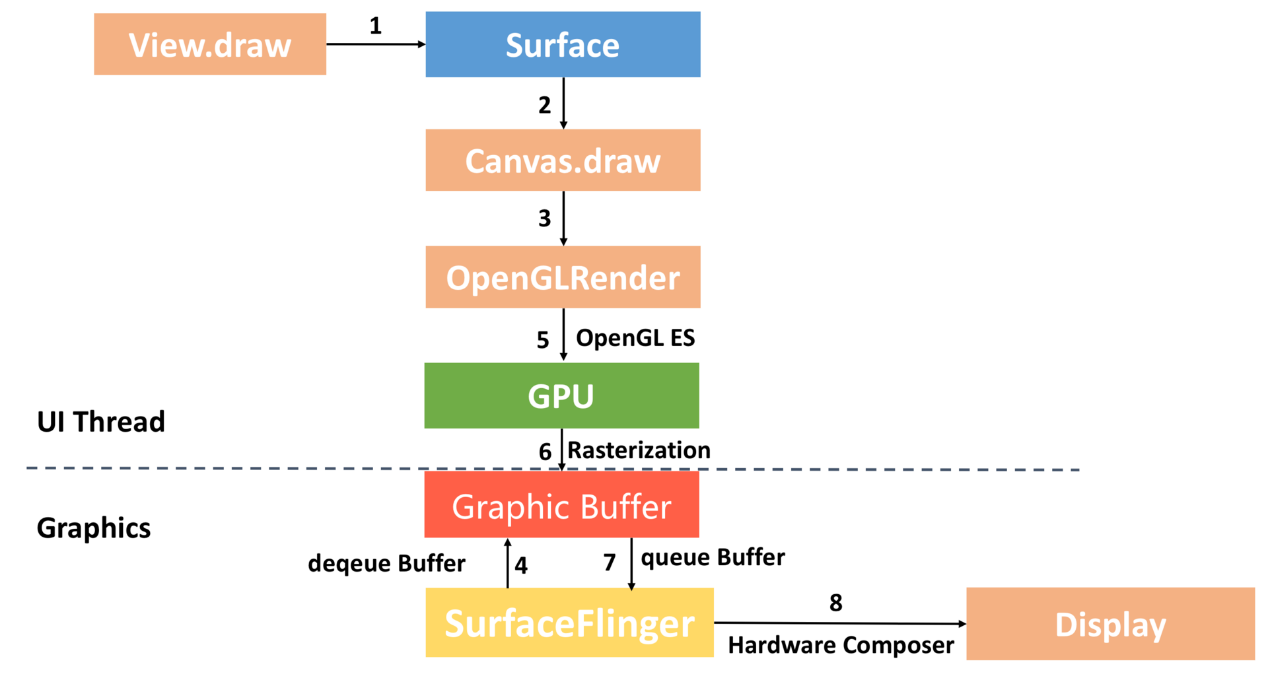 View.draw
1
Surface
2
Canvas.draw
3
OpenGLRender
5
OpenGL ES
GPU
UI Thread
6
Rasterization
Graphic Buffer
Graphics
deqeue Buffer
4
7
queue Buffer
SurfaceFlinger
8
Hardware Composer
Display